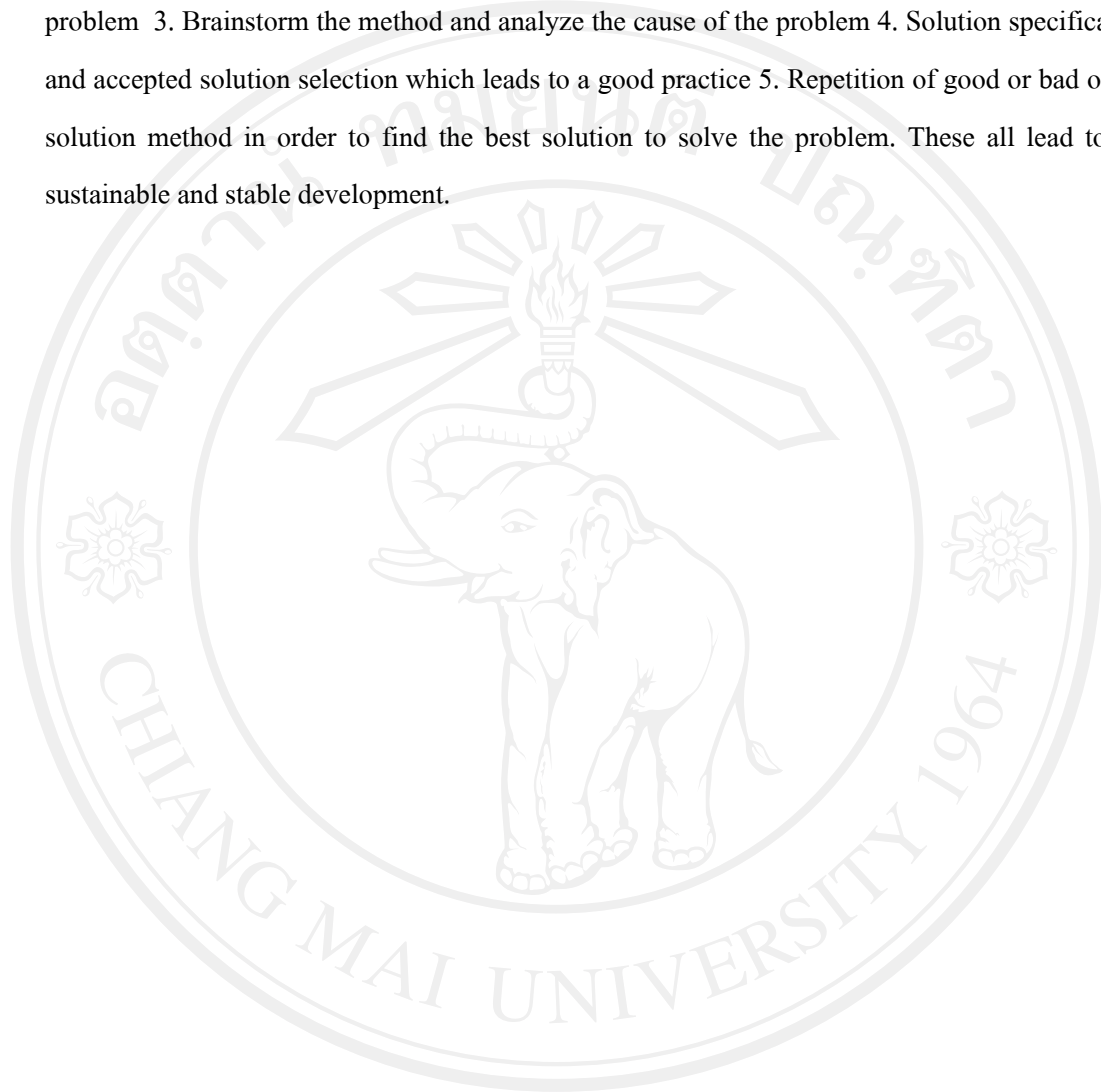 problem 3. Brainstorm the method and analyze the cause of the problem 4. Solution specifica
and accepted solution selection which leads to a good practice 5. Repetition of good or bad o
solution method in order to find the best solution to solve the problem. These all lead to
sustainable and stable development.
CHIANG MAI UNIVERSITY 1964